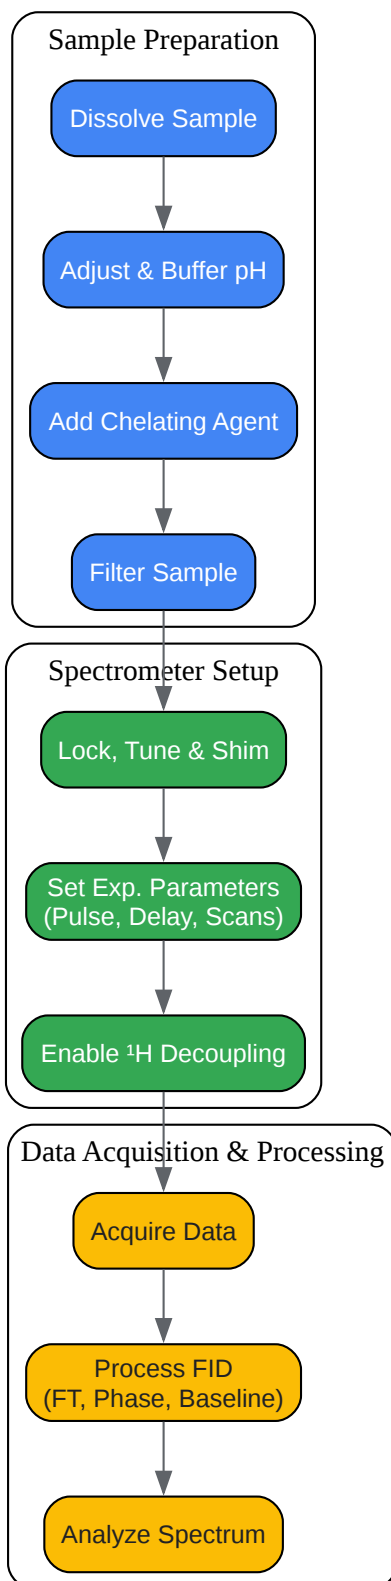 Sample Preparation
Dissolve Sample
Adjust & Buffer pH
Add Chelating Agent
Filter Sample
Spectrometer Setup
Lock, Tune & Shim
Set Exp. Parameters
(Pulse, Delay, Scans)
Enable ¹H Decoupling
Data Acquisition & Processing
Acquire Data
Process FID
(FT, Phase, Baseline)
Analyze Spectrum